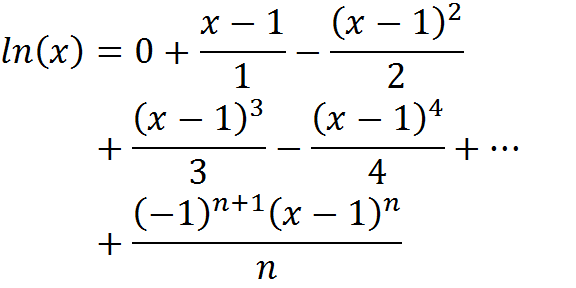 ln(x) = 0 + (x − 1)/1 − (x − 1)²/2
+ (x − 1)³/3 − (x − 1)⁴/4 + ⋯
+ (−1)ⁿ⁺¹(x − 1)ⁿ/n